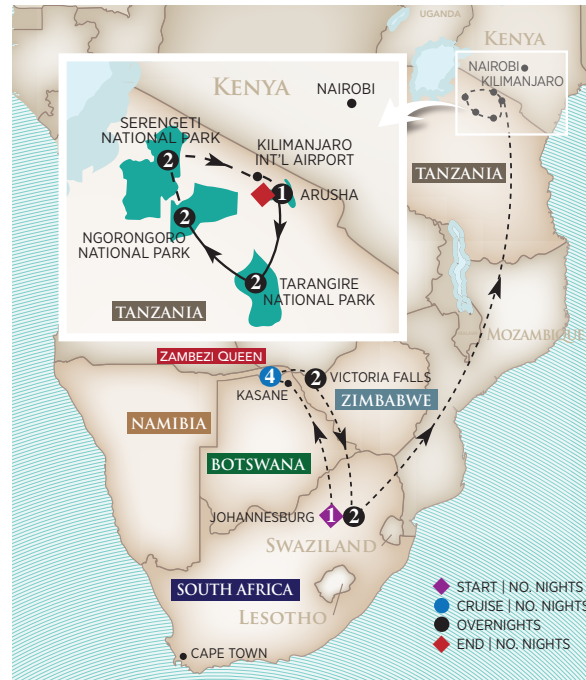 UGANDA
KENYA
NAIROBI
KILIMANJARO
KENYA
NAIROBI
SERENGETI
NATIONAL PARK
2
KILIMANJARO
INT'L AIRPORT
1
ARUSHA
2
NGORONGORO
NATIONAL PARK
2
TARANGIRE
NATIONAL PARK
TANZANIA
TANZANIA
MOZAMBIQUE
ZAMBEZI QUEEN
4
2
VICTORIA FALLS
KASANE
ZIMBABWE
NAMIBIA
BOTSWANA
JOHANNESBURG
1
2
SWAZILAND
SOUTH AFRICA
LESOTHO
CAPE TOWN
START | NO. NIGHTS
CRUISE | NO. NIGHTS
OVERNIGHTS
END | NO. NIGHTS